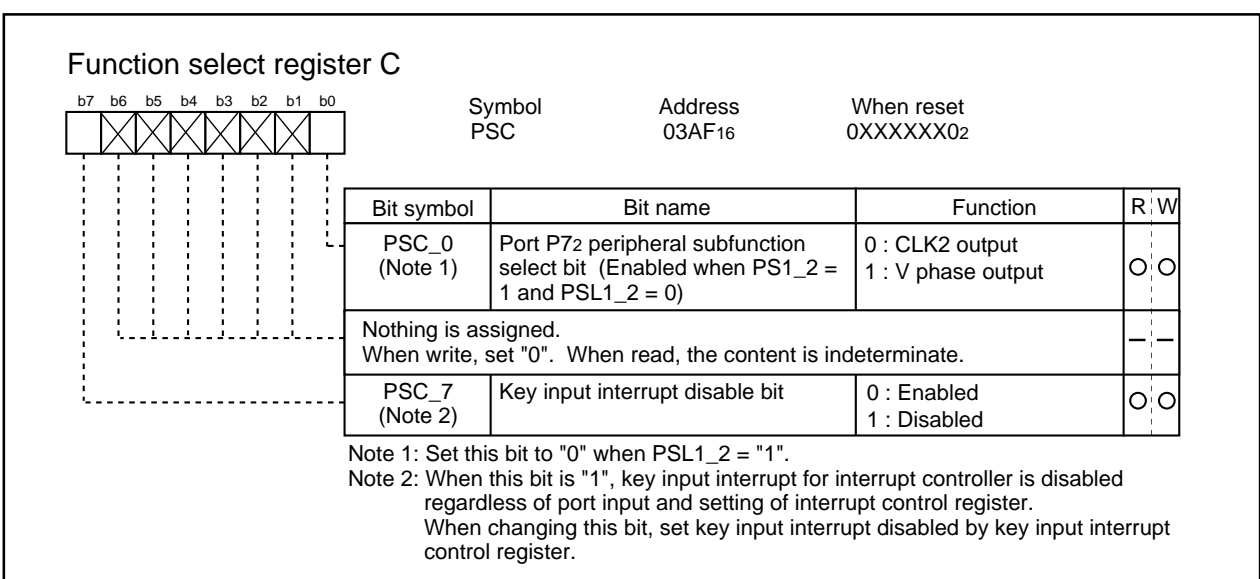 Function select register C
b7 b6 b5 b4 b3 b2 b1 b0
Symbol Address When reset
PSC 03AF16 0XXXXXX02
Bit symbol Bit name Function R W
PSC_0 (Note 1) Port P72 peripheral subfunction select bit (Enabled when PS1_2 = 1 and PSL1_2 = 0) 0 : CLK2 output 1 : V phase output
Nothing is assigned.
When write, set "0". When read, the content is indeterminate.
PSC_7 (Note 2) Key input interrupt disable bit 0 : Enabled 1 : Disabled
Note 1: Set this bit to "0" when PSL1_2 = "1".
Note 2: When this bit is "1", key input interrupt for interrupt controller is disabled
regardless of port input and setting of interrupt control register.
When changing this bit, set key input interrupt disabled by key input interrupt
control register.